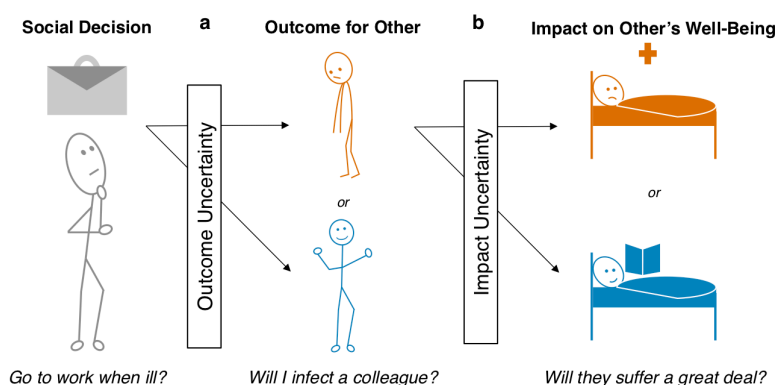 Social Decision
a
Outcome for Other
b
Impact on Other's Well-Being
Outcome Uncertainty
or
Impact Uncertainty
or
Go to work when ill?
Will I infect a colleague?
Will they suffer a great deal?